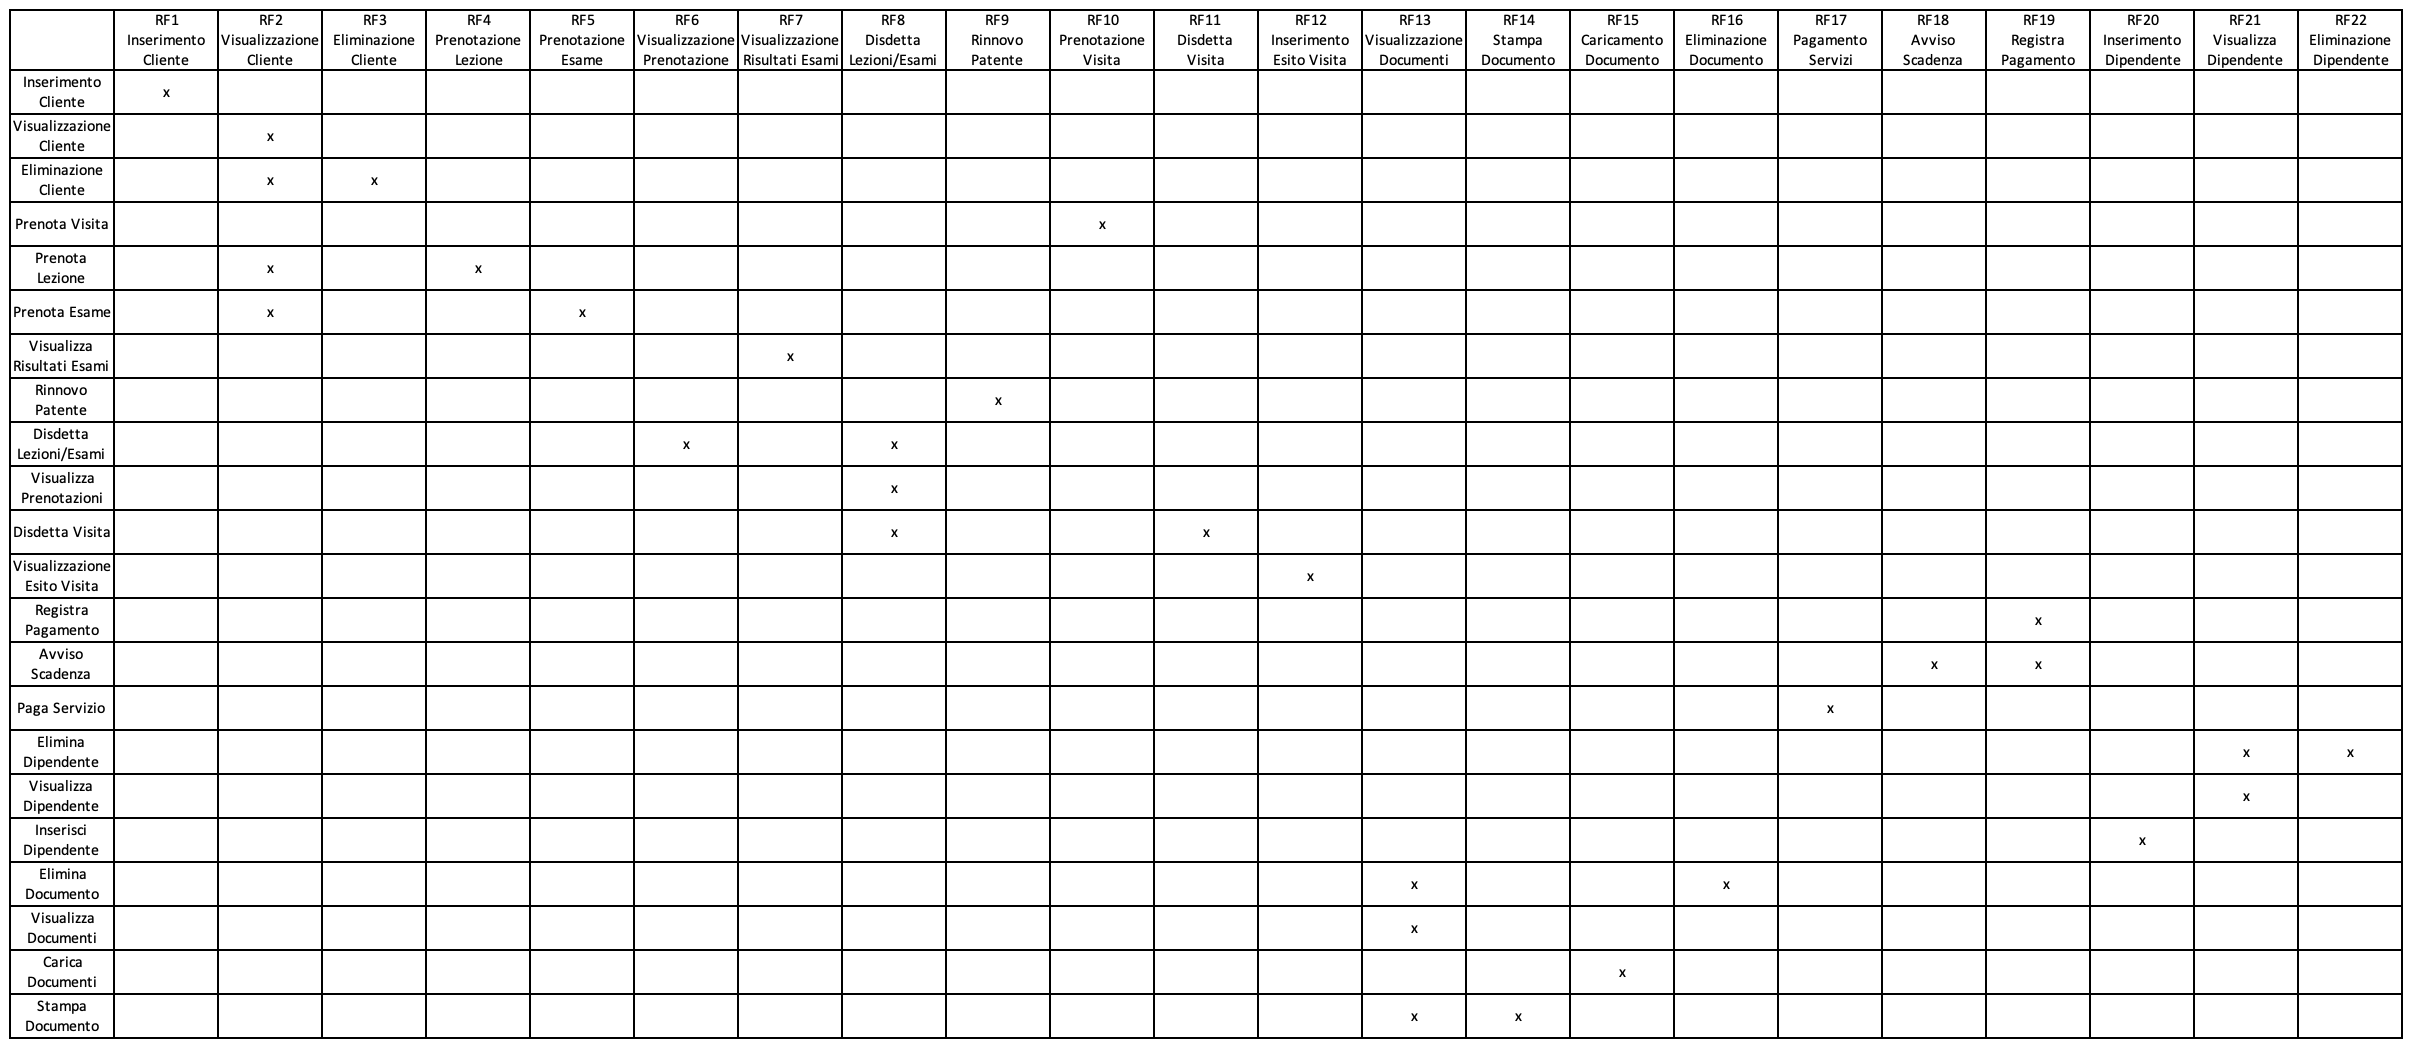 RF1
Inserimento
Cliente
RF2
Visualizzazione
Cliente
RF3
Eliminazione
Cliente
RF4
Prenotazione
Lezione
RF5
Prenotazione
Esame
RF6
Visualizzazione
Prenotazione
RF7
Visualizzazione
Risultati Esami
RF8
Disdetta
Lezioni/Esami
RF9
Rinnovo
Patente
RF10
Prenotazione
Visita
RF11
Disdetta
Visita
RF12
Inserimento
Esito Visita
RF13
Visualizzazione
Documenti
RF14
Stampa
Documento
RF15
Caricamento
Documento
RF16
Eliminazione
Documento
RF17
Pagamento
Servizi
RF18
Avviso
Scadenza
RF19
Registra
Pagamento
RF20
Inserimento
Dipendente
RF21
Visualizza
Dipendente
RF22
Eliminazione
Dipendente
Inserimento
Cliente
x
Visualizzazione
Cliente
x
Eliminazione
Cliente
x
x
Prenota Visita
x
Prenota
Lezione
x
x
Prenota Esame
x
x
Visualizza
Risultati Esami
x
Rinnovo
Patente
x
Disdetta
Lezioni/Esami
x
x
Visualizza
Prenotazioni
x
Disdetta Visita
x
x
Visualizzazione
Esito Visita
x
Registra
Pagamento
x
Avviso
Scadenza
x
x
Paga Servizio
x
Elimina
Dipendente
x
x
Visualizza
Dipendente
x
Inserisci
Dipendente
x
Elimina
Documento
x
x
Visualizza
Documenti
x
Carica
Documenti
x
Stampa
Documento
x
x